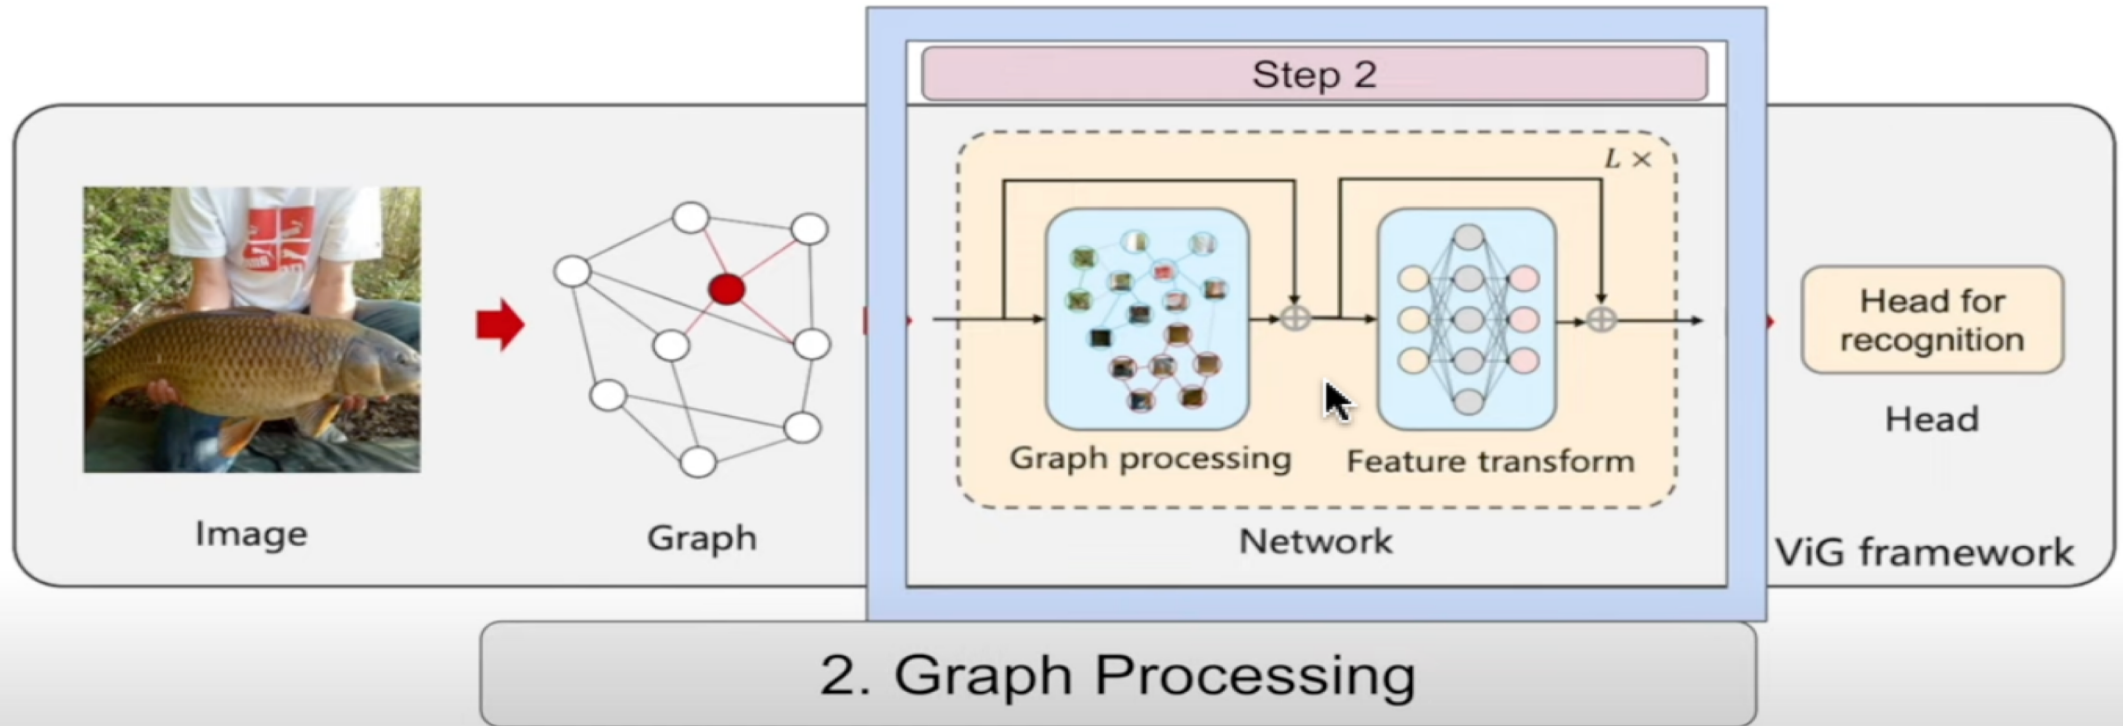 Step 2
L ×
Graph processing
Feature transform
Head for
recognition
Head
Image
Graph
Network
ViG framework
2. Graph Processing